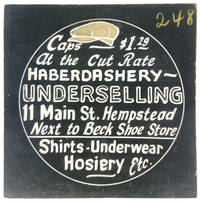 248
Caps - $1.29
At the Cut Rate
HABERDASHERY-
UNDERSELLING
11 Main St. Hempstead
Next to Beck Shoe Store
Shirts-Underwear
Hosiery Etc.